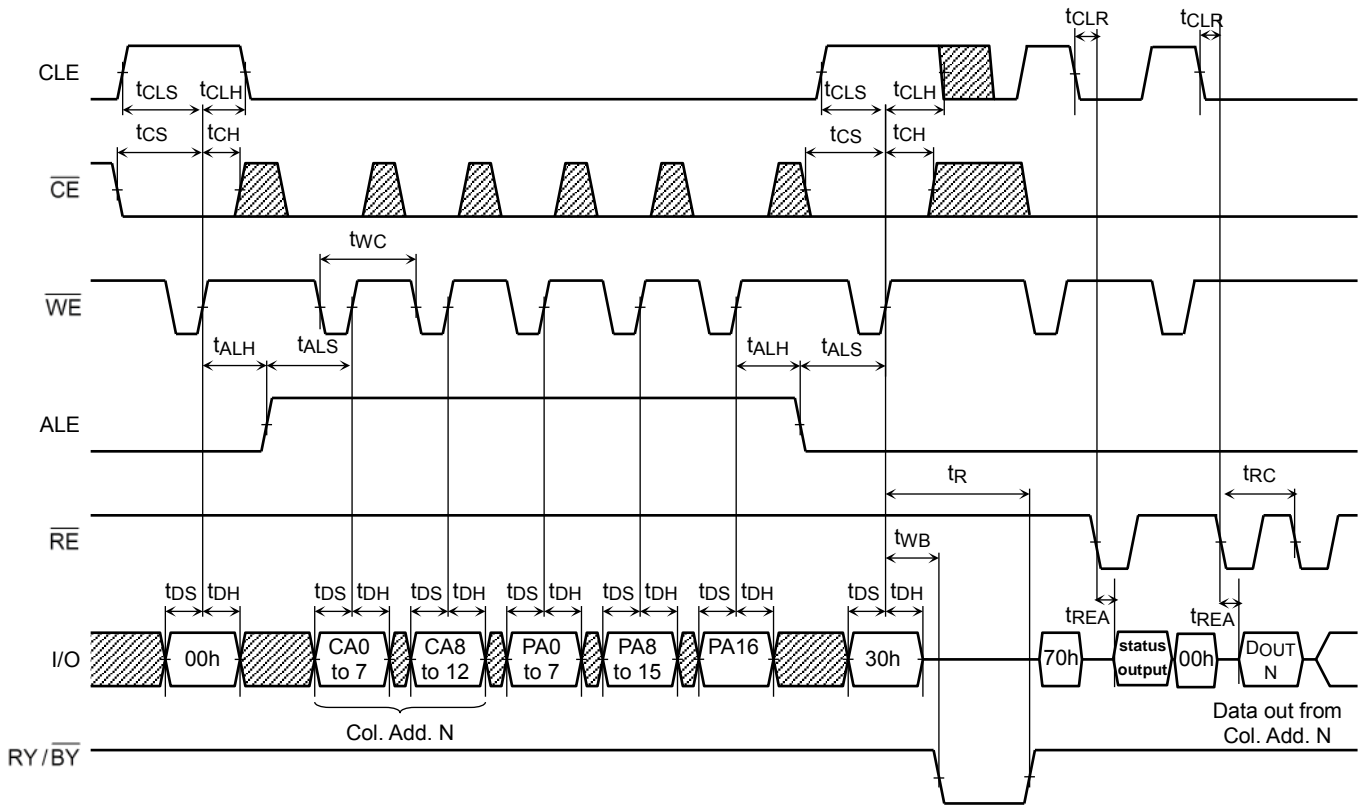 tCLR tCLR
CLE
tCLS tCLH tCLS tCLH
tCS tCH tCS tCH
CE
tWC
WE
tALH tALS tALH tALS
ALE
tR tRC
RE
tWB
tDS tDH tDS tDH tDS tDH tDS tDH tDS tDH tDS tDH tDS tDH
tREA tREA
I/O
00h
CA0 to 7
CA8 to 12
PA0 to 7
PA8 to 15
PA16
30h
70h
status output
00h
DOUT N
Col. Add. N
Data out from
Col. Add. N
RY/BY